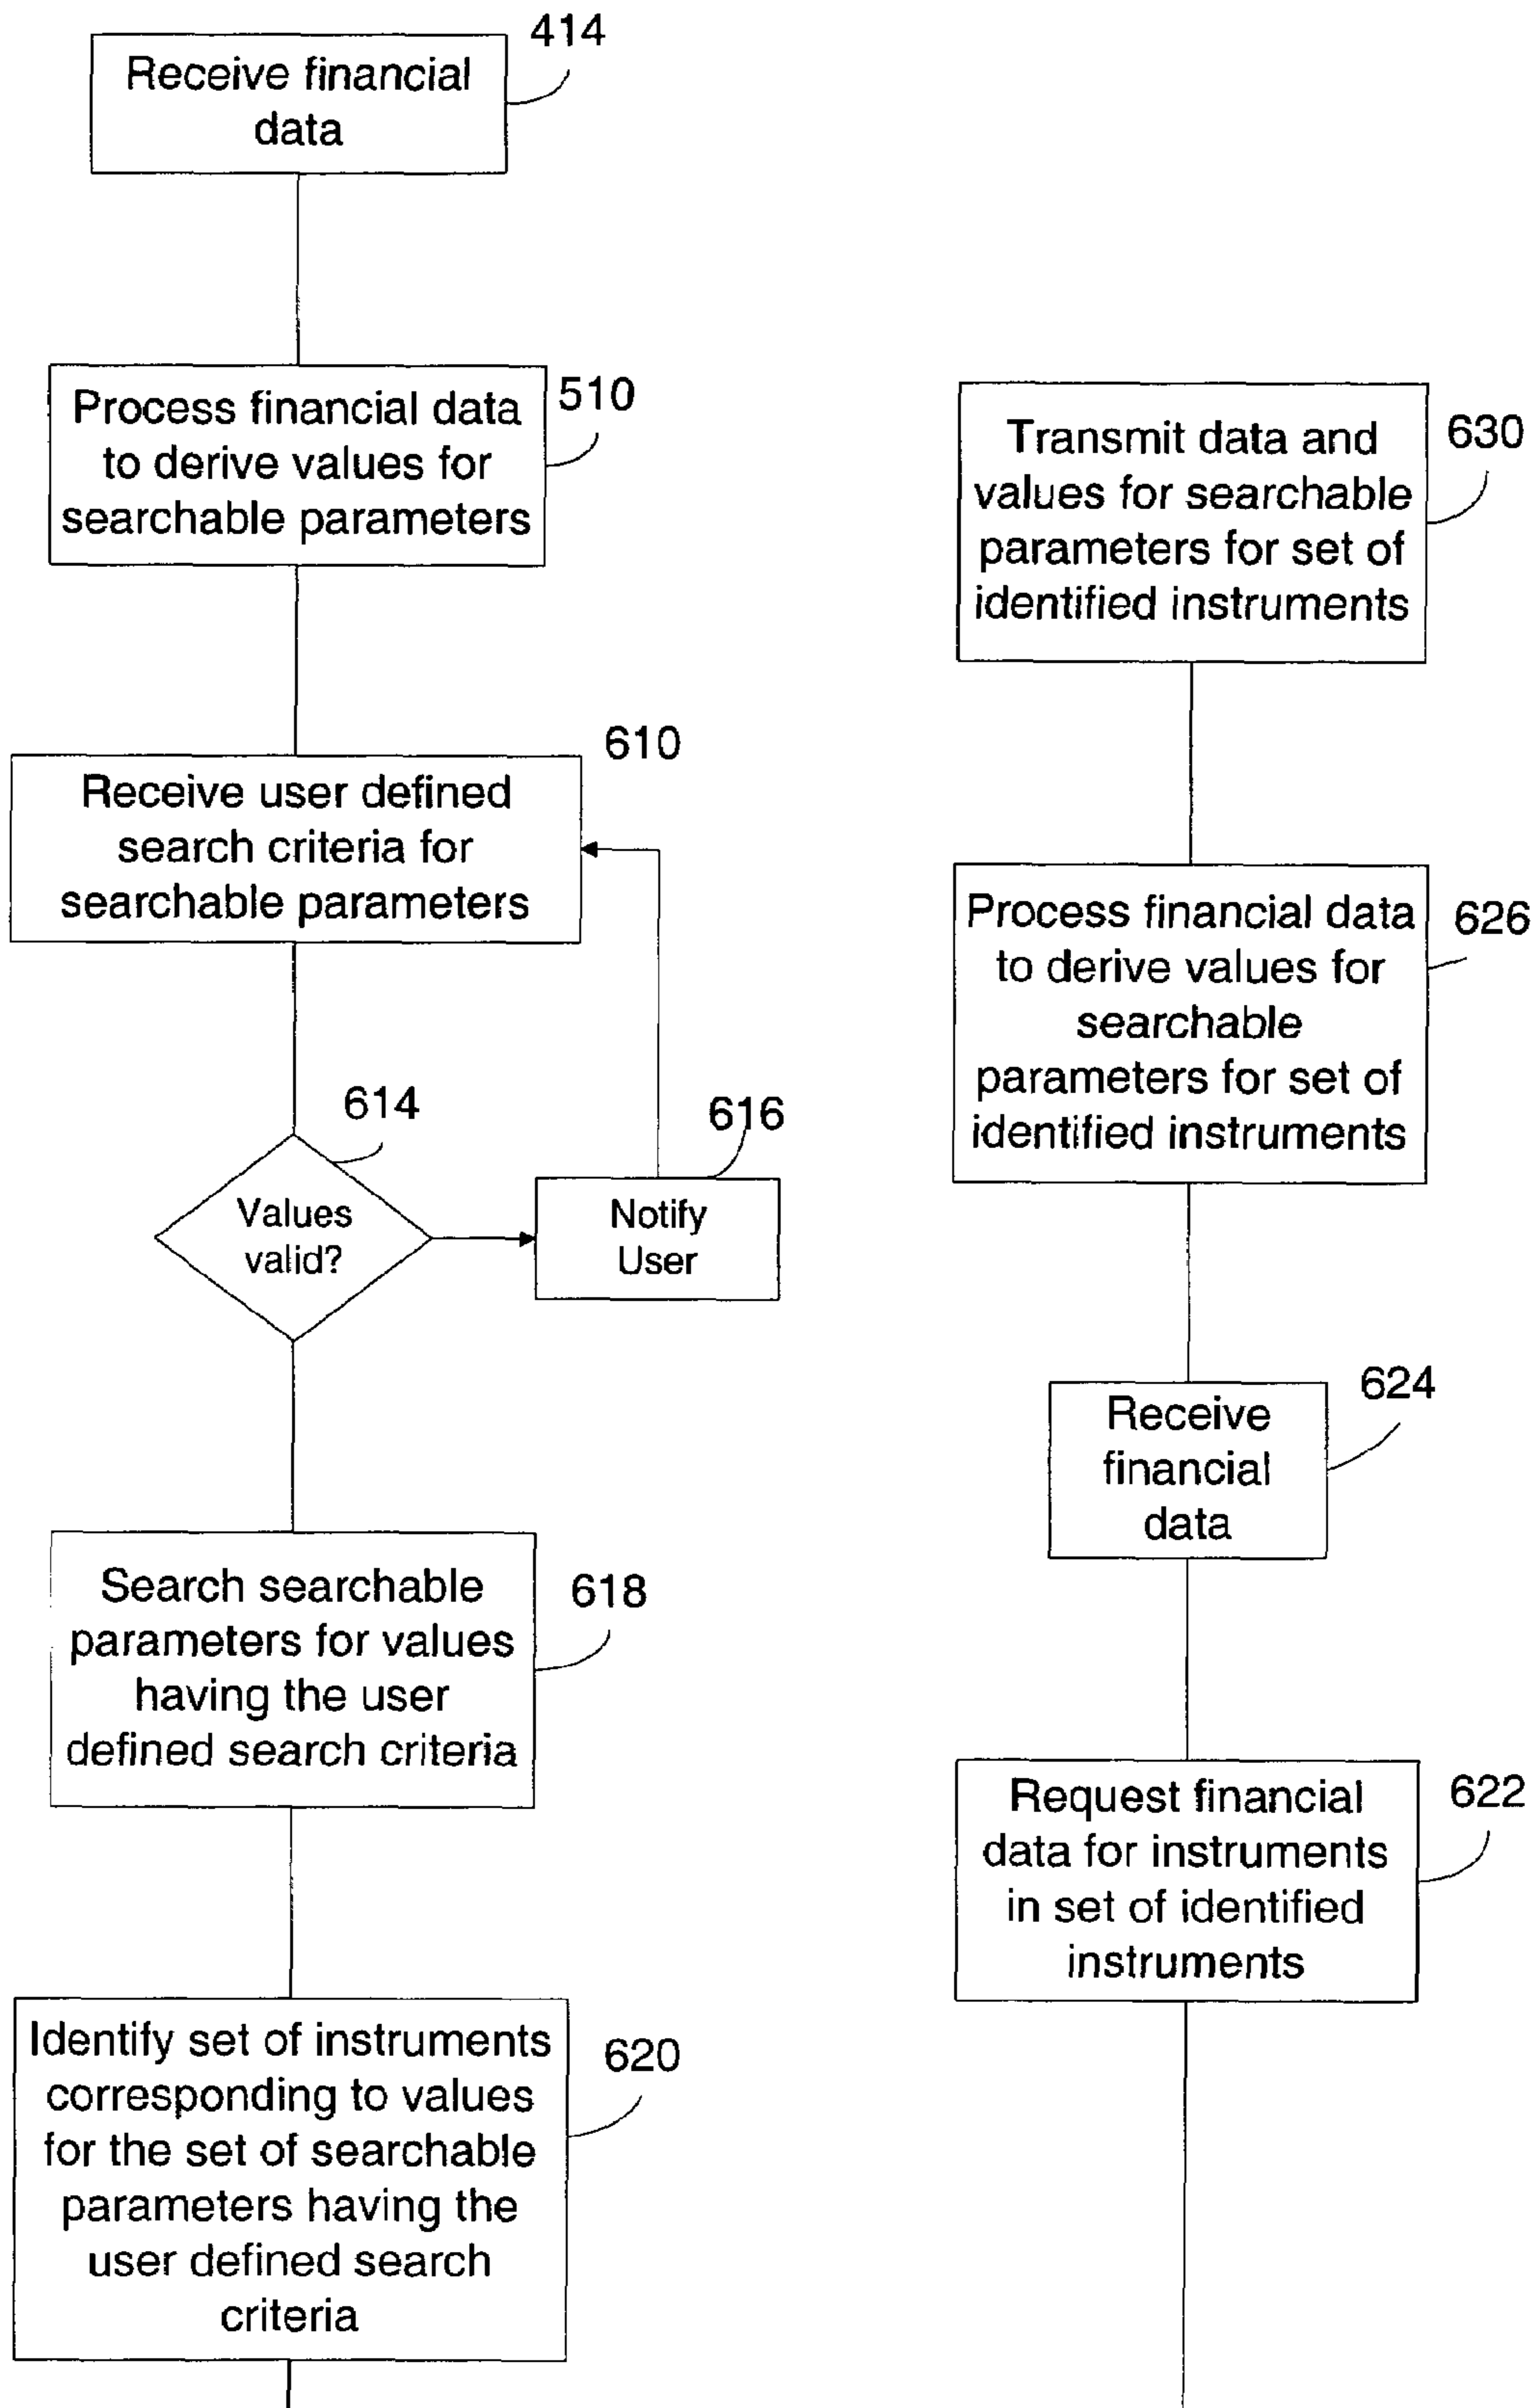 414
Receive financial
data
Process financial data
to derive values for
searchable parameters
510
610
Receive user defined
search criteria for
searchable parameters
614
Values
valid?
616
Notify
User
Search searchable
parameters for values
having the user
defined search criteria
618
Identify set of instruments
corresponding to values
for the set of searchable
parameters having the
user defined search
criteria
620
Transmit data and
values for searchable
parameters for set of
identified instruments
630
Process financial data
to derive values for
searchable
parameters for set of
identified instruments
626
624
Receive
financial
data
Request financial
data for instruments
in set of identified
instruments
622